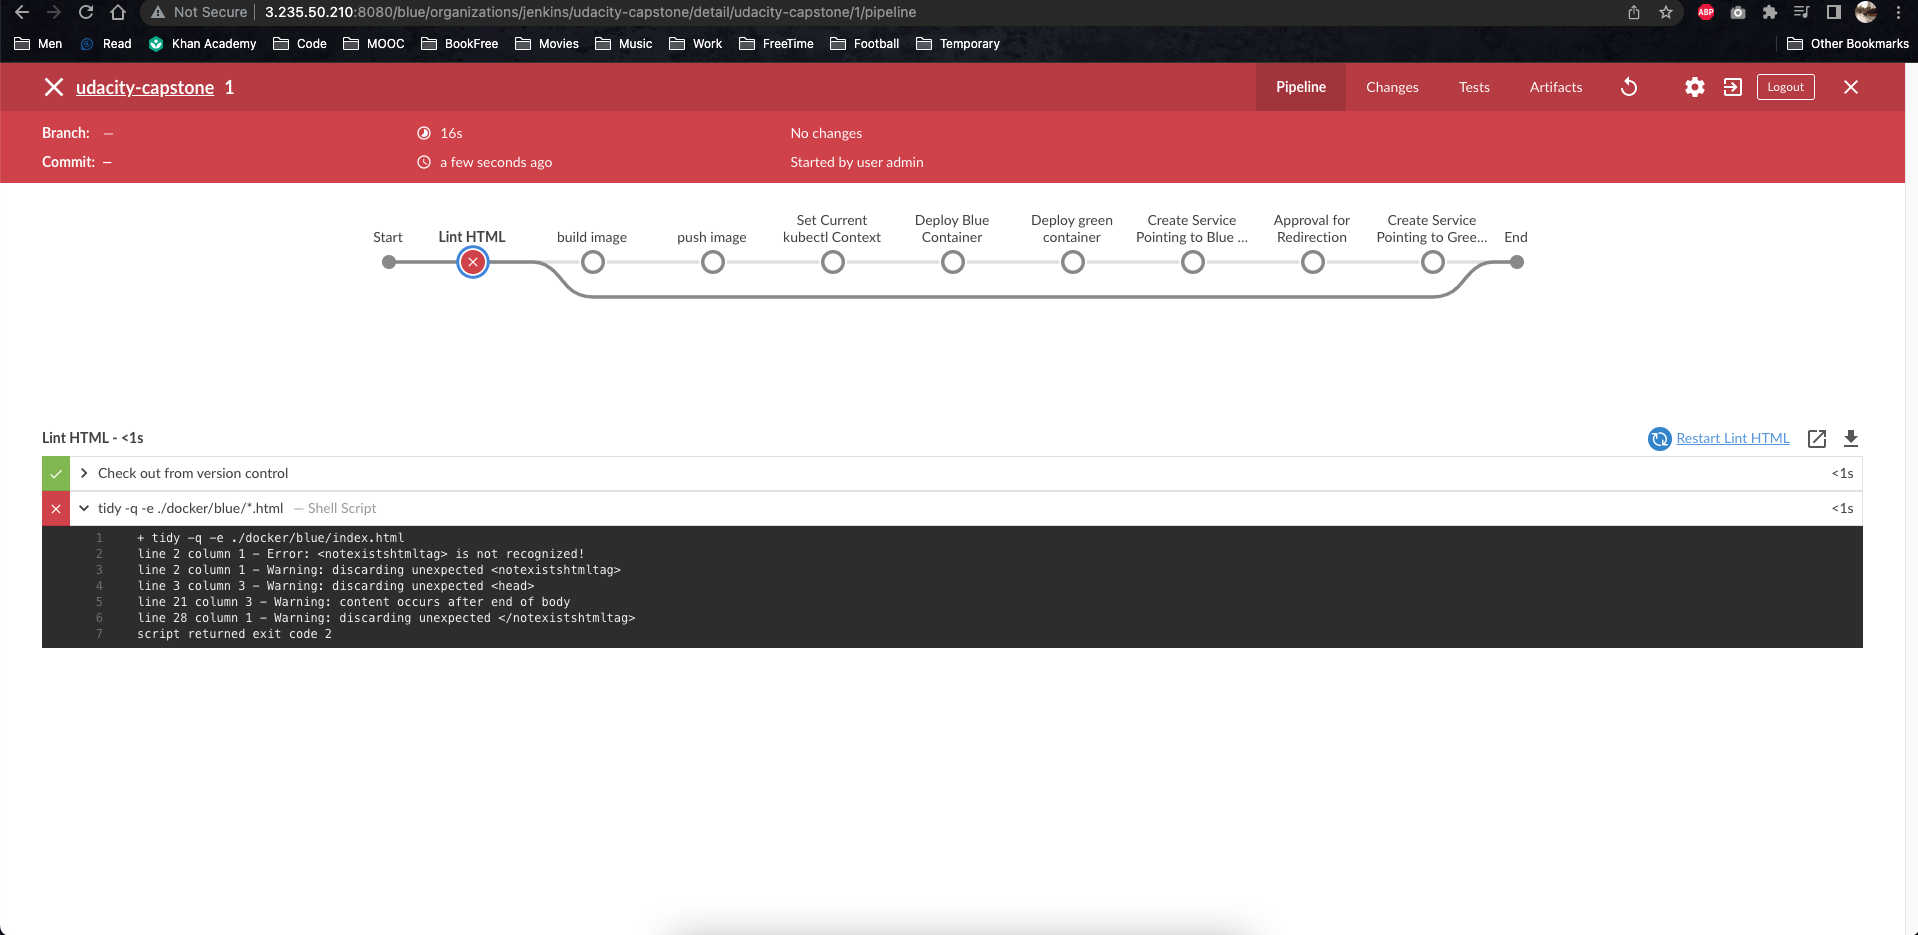 Not Secure | 3.235.50.210:8080/blue/organizations/jenkins/udacity-capstone/detail/udacity-capstone/1/pipeline
ABP
Men Read Khan Academy Code MOOC BookFree Movies Music Work FreeTime Football Temporary Other Bookmarks
udacity-capstone 1 Pipeline Changes Tests Artifacts Logout
Branch: — 16s No changes
Commit: — a few seconds ago Started by user admin
Start
Lint HTML
build image
push image
Set Current
kubectl Context
Deploy Blue
Container
Deploy green
container
Create Service
Pointing to Blue ...
Approval for
Redirection
Create Service
Pointing to Gree...
End
Lint HTML - <1s Restart Lint HTML
Check out from version control <1s
tidy -q -e ./docker/blue/*.html — Shell Script <1s
1 + tidy -q -e ./docker/blue/index.html
2 line 2 column 1 - Error: <notexistshtmltag> is not recognized!
3 line 2 column 1 - Warning: discarding unexpected <notexistshtmltag>
4 line 3 column 3 - Warning: discarding unexpected <head>
5 line 21 column 3 - Warning: content occurs after end of body
6 line 28 column 1 - Warning: discarding unexpected </notexistshtmltag>
7 script returned exit code 2